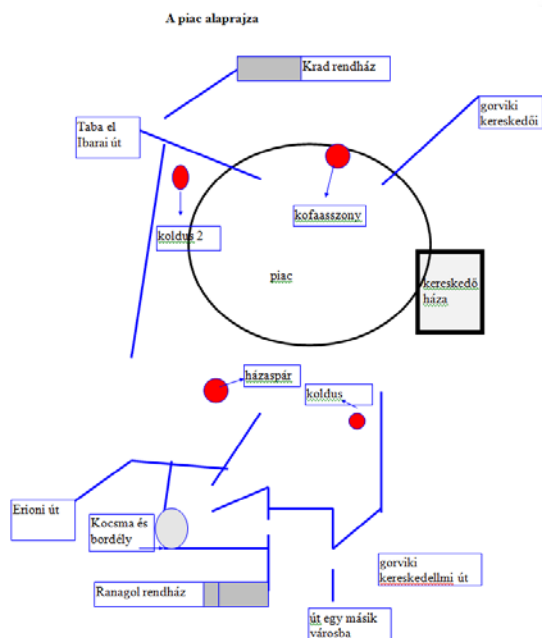 A piac alaprajza
Krad rendház
gorviki
kereskedői
Taba el
Ibarai út
kofaasszony
koldus 2
piac
kereskedő
háza
házaspár
koldus
Erioni út
Kocsma és
bordély
gorviki
kereskedellmi út
Ranagol rendház
út egy másik
városba